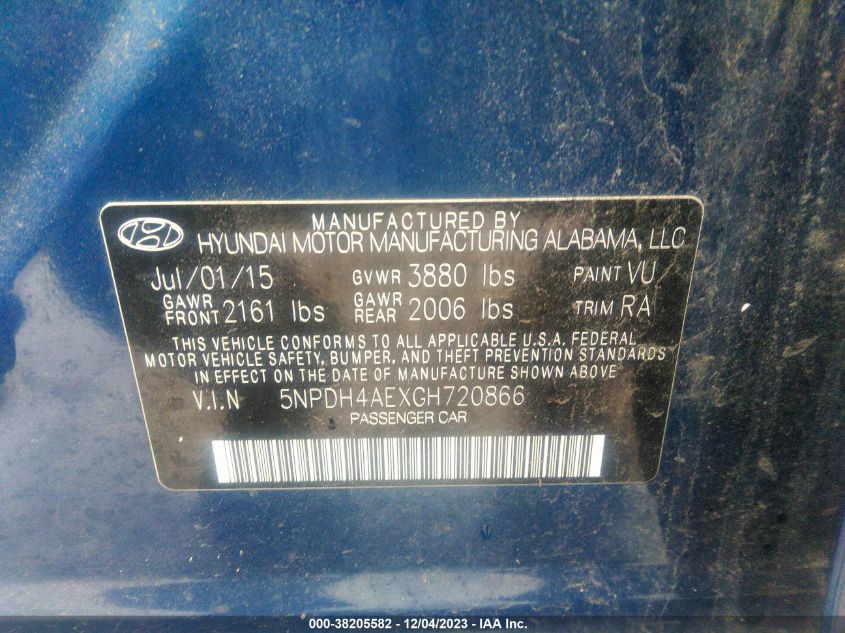 MANUFACTURED BY
HYUNDAI MOTOR MANUFACTURING ALABAMA, LLC
Jul/01/15 GVWR 3880 lbs PAINT VU
GAWR FRONT 2161 lbs GAWR REAR 2006 lbs TRIM RA
THIS VEHICLE CONFORMS TO ALL APPLICABLE U.S.A. FEDERAL
MOTOR VEHICLE SAFETY, BUMPER, AND THEFT PREVENTION STANDARDS
IN EFFECT ON THE DATE OF MANUFACTURE SHOWN ABOVE
V.I.N 5NPDH4AEXGH720866
PASSENGER CAR
000-38205582 - 12/04/2023 - IAA Inc.